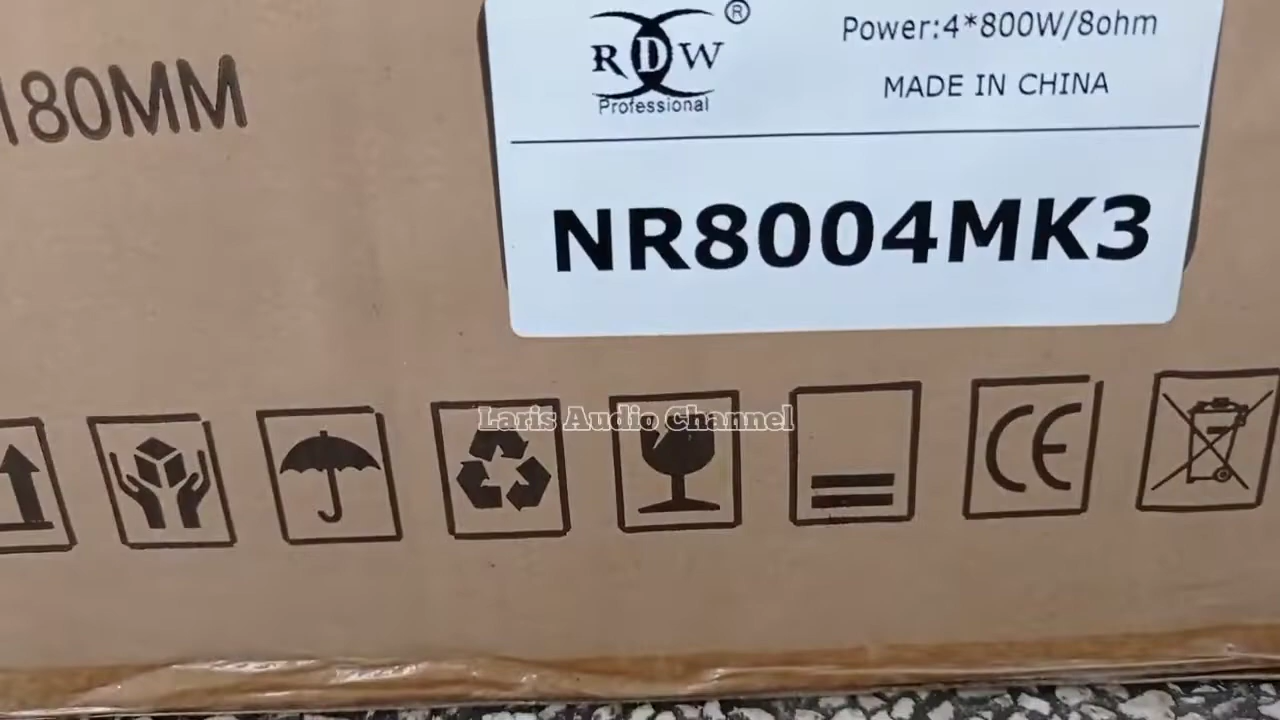 180MM
RDW®
Professional
Power:4*800W/8ohm
MADE IN CHINA
NR8004MK3
Laris Audio Channel
CE